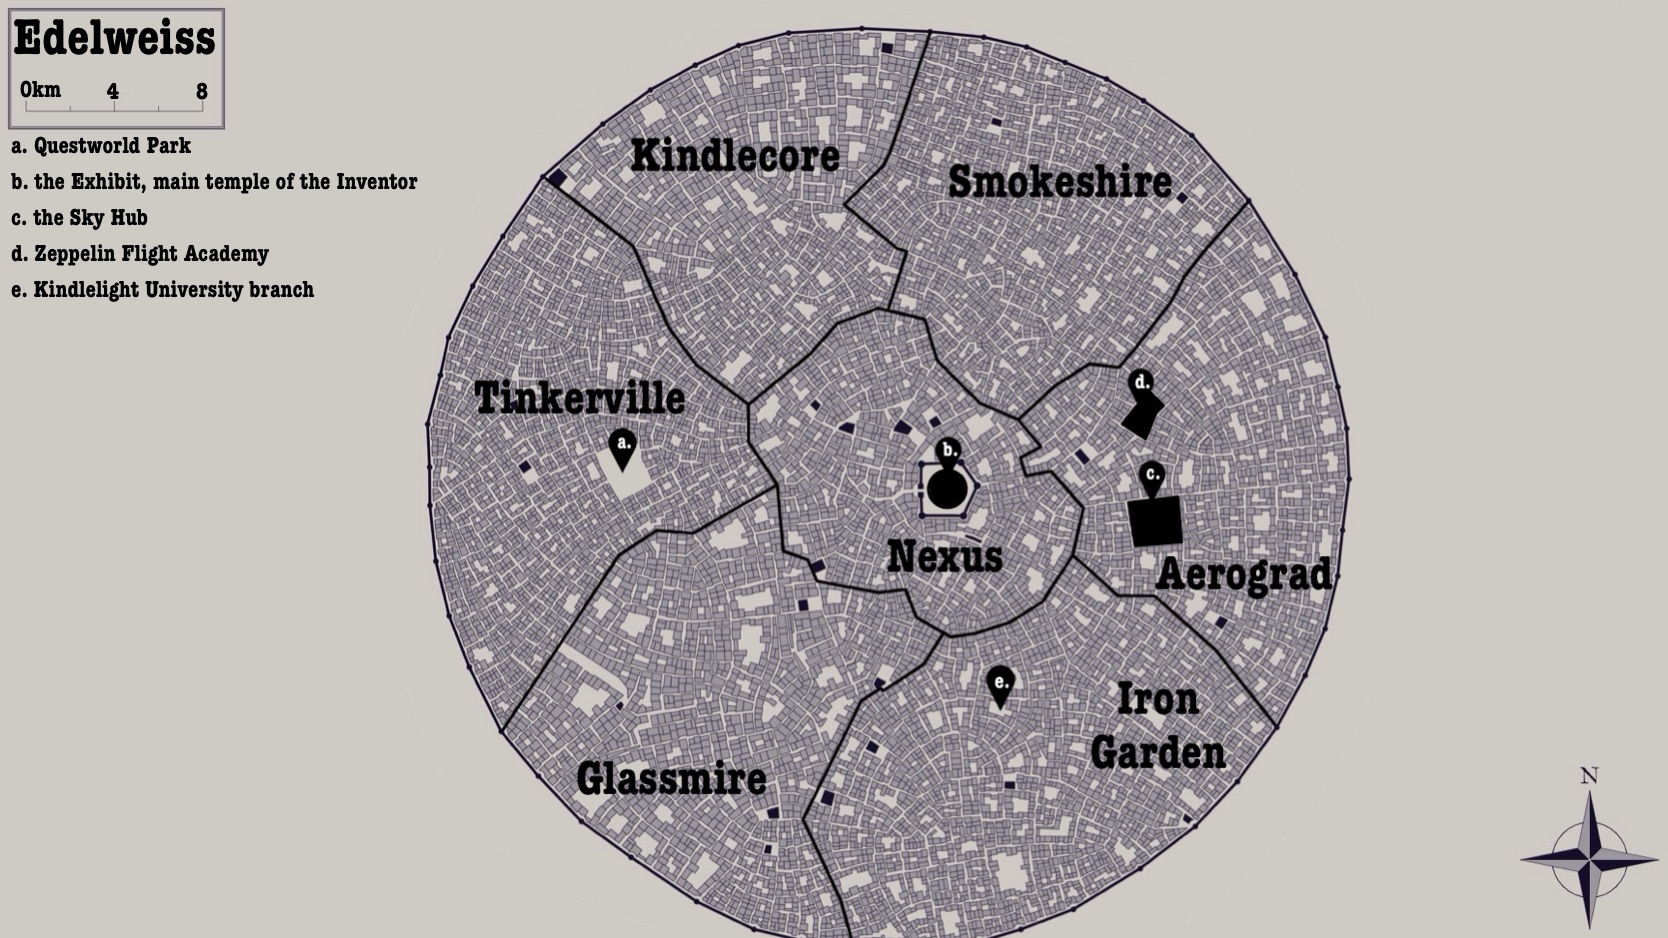 Edelweiss
0km 4 8
a. Questworld Park
b. the Exhibit, main temple of the Inventor
c. the Sky Hub
d. Zeppelin Flight Academy
e. Kindlelight University branch
Kindlecore
Smokeshire
Tinkerville
a.
b.
c.
d.
Nexus
Aerograd
e.
Iron
Garden
Glassmire
N